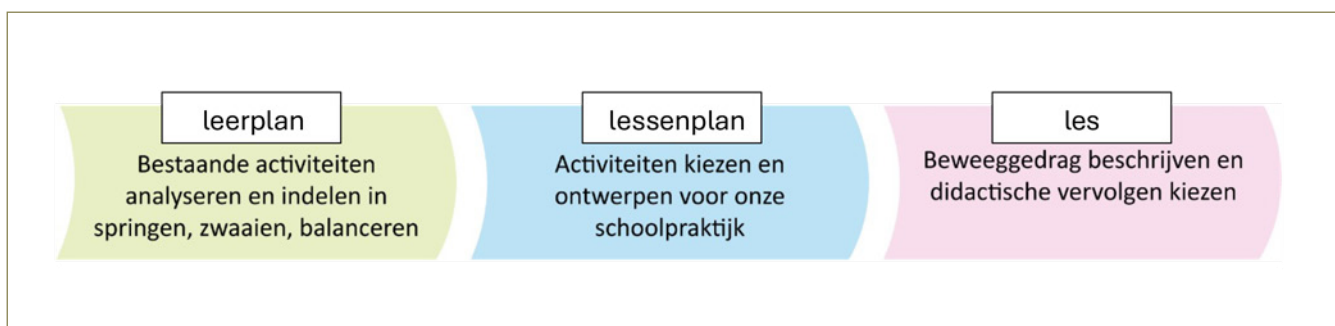 leerplan
Bestaande activiteiten
analyseren en indelen in
springen, zwaaien, balanceren
lessenplan
Activiteiten kiezen en
ontwerpen voor onze
schoolpraktijk
les
Beweeggedrag beschrijven en
didactische vervolgen kiezen